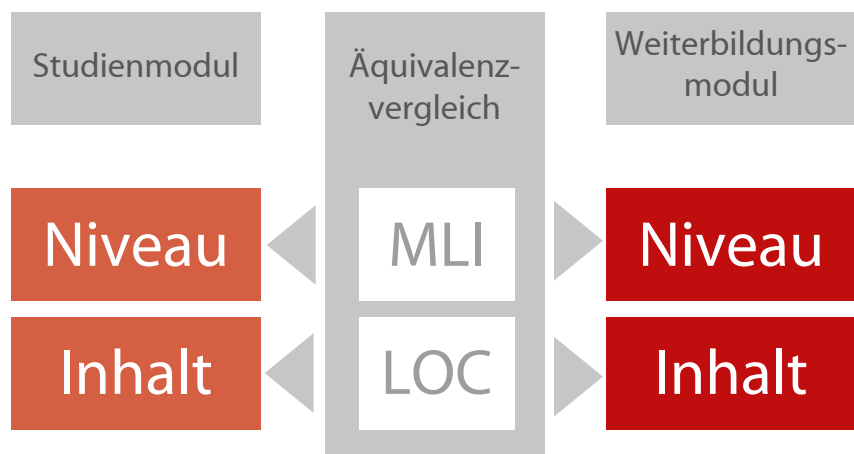 Studienmodul
Äquivalenz-
vergleich
Weiterbildungs-
modul
Niveau
MLI
Niveau
Inhalt
LOC
Inhalt